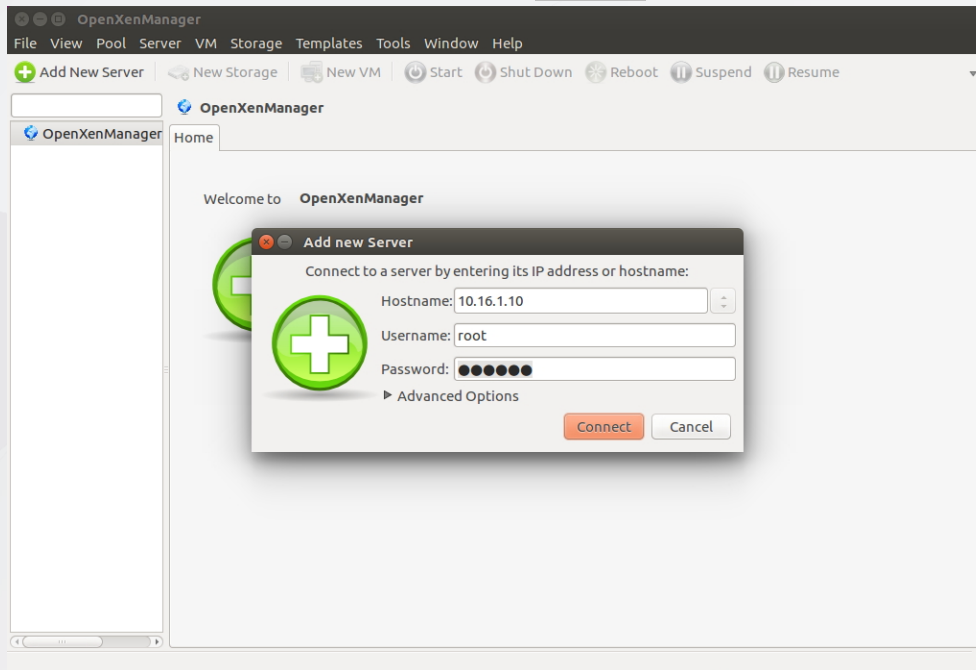 OpenXenManager
File View Pool Server VM Storage Templates Tools Window Help
Add New Server New Storage New VM Start Shut Down Reboot Suspend Resume
OpenXenManager
OpenXenManager
Home
Welcome to OpenXenManager
Add new Server
Connect to a server by entering its IP address or hostname:
Hostname: 10.16.1.10
Username: root
Password: ●●●●●●
Advanced Options
Connect Cancel